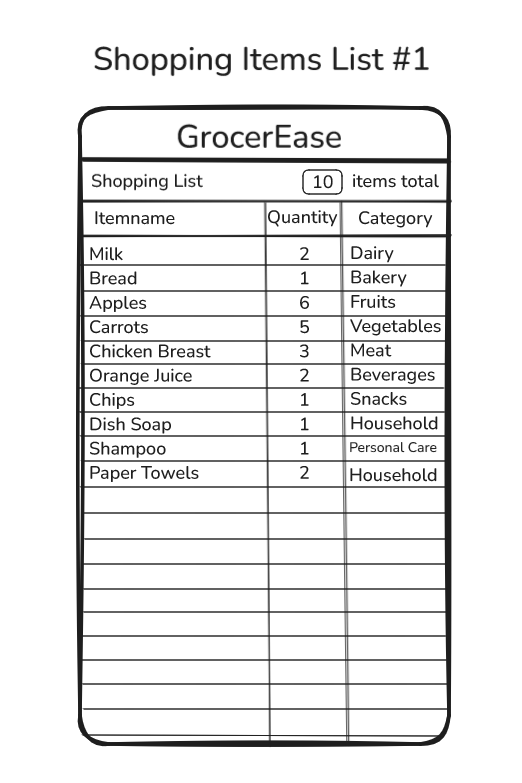 Shopping Items List #1
GrocerEase
Shopping List 10 items total
Itemname Quantity Category
Milk 2 Dairy
Bread 1 Bakery
Apples 6 Fruits
Carrots 5 Vegetables
Chicken Breast 3 Meat
Orange Juice 2 Beverages
Chips 1 Snacks
Dish Soap 1 Household
Shampoo 1 Personal Care
Paper Towels 2 Household